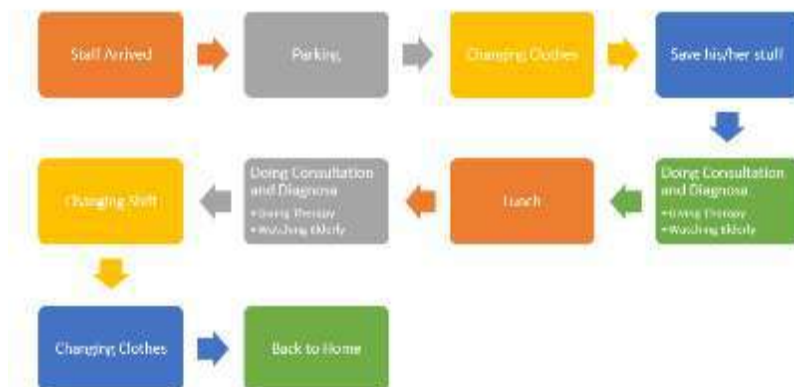 Staff Arrived
Parking
Changing Clothes
Save his/her stuff
Doing Consultation
and Diagnosa
• Giving Therapy
• Watching Elderly
Lunch
Doing Consultation
and Diagnosa
• Giving Therapy
• Watching Elderly
Changing Shift
Changing Clothes
Back to Home